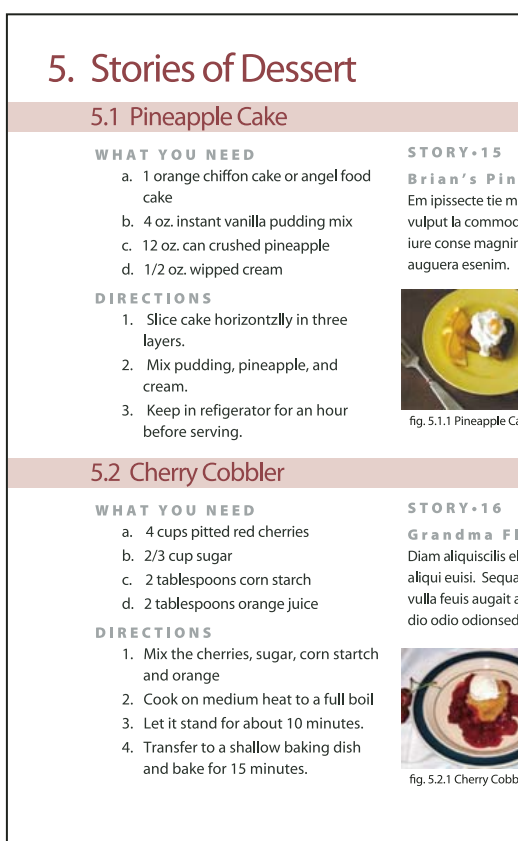 5. Stories of Dessert
5.1 Pineapple Cake
WHAT YOU NEED
a. 1 orange chiffon cake or angel food
cake
b. 4 oz. instant vanilla pudding mix
c. 12 oz. can crushed pineapple
d. 1/2 oz. wipped cream
DIRECTIONS
1. Slice cake horizontzlly in three
layers.
2. Mix pudding, pineapple, and
cream.
3. Keep in refigerator for an hour
before serving.
STORY•15
Brian's Pin
Em ipissecte tie m
vulput la commod
iure conse magnim
auguera esenim.
fig. 5.1.1 Pineapple Ca
5.2 Cherry Cobbler
WHAT YOU NEED
a. 4 cups pitted red cherries
b. 2/3 cup sugar
c. 2 tablespoons corn starch
d. 2 tablespoons orange juice
DIRECTIONS
1. Mix the cherries, sugar, corn startch
and orange
2. Cook on medium heat to a full boil
3. Let it stand for about 10 minutes.
4. Transfer to a shallow baking dish
and bake for 15 minutes.
STORY•16
Grandma Fl
Diam aliquiscilis el
aliqui euisi. Sequa
vulla feuis augait a
dio odio odionsed
fig. 5.2.1 Cherry Cobb